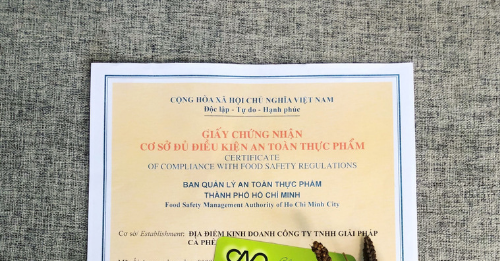 CỘNG HÒA XÃ HỘI CHỦ NGHĨA VIỆT NAM
Độc lập - Tự do - Hạnh phúc
GIẤY CHỨNG NHẬN
CƠ SỞ ĐỦ ĐIỀU KIỆN AN TOÀN THỰC PHẨM
CERTIFICATE
OF COMPLIANCE WITH FOOD SAFETY REGULATIONS
BAN QUẢN LÝ AN TOÀN THỰC PHẨM
THÀNH PHỐ HỒ CHÍ MINH
Food Safety Management Authority of Ho Chi Minh City
Cơ sở Establishment: ĐỊA ĐIỂM KINH DOANH CÔNG TY TNHH GIẢI PHÁP
CÀ PHÊ